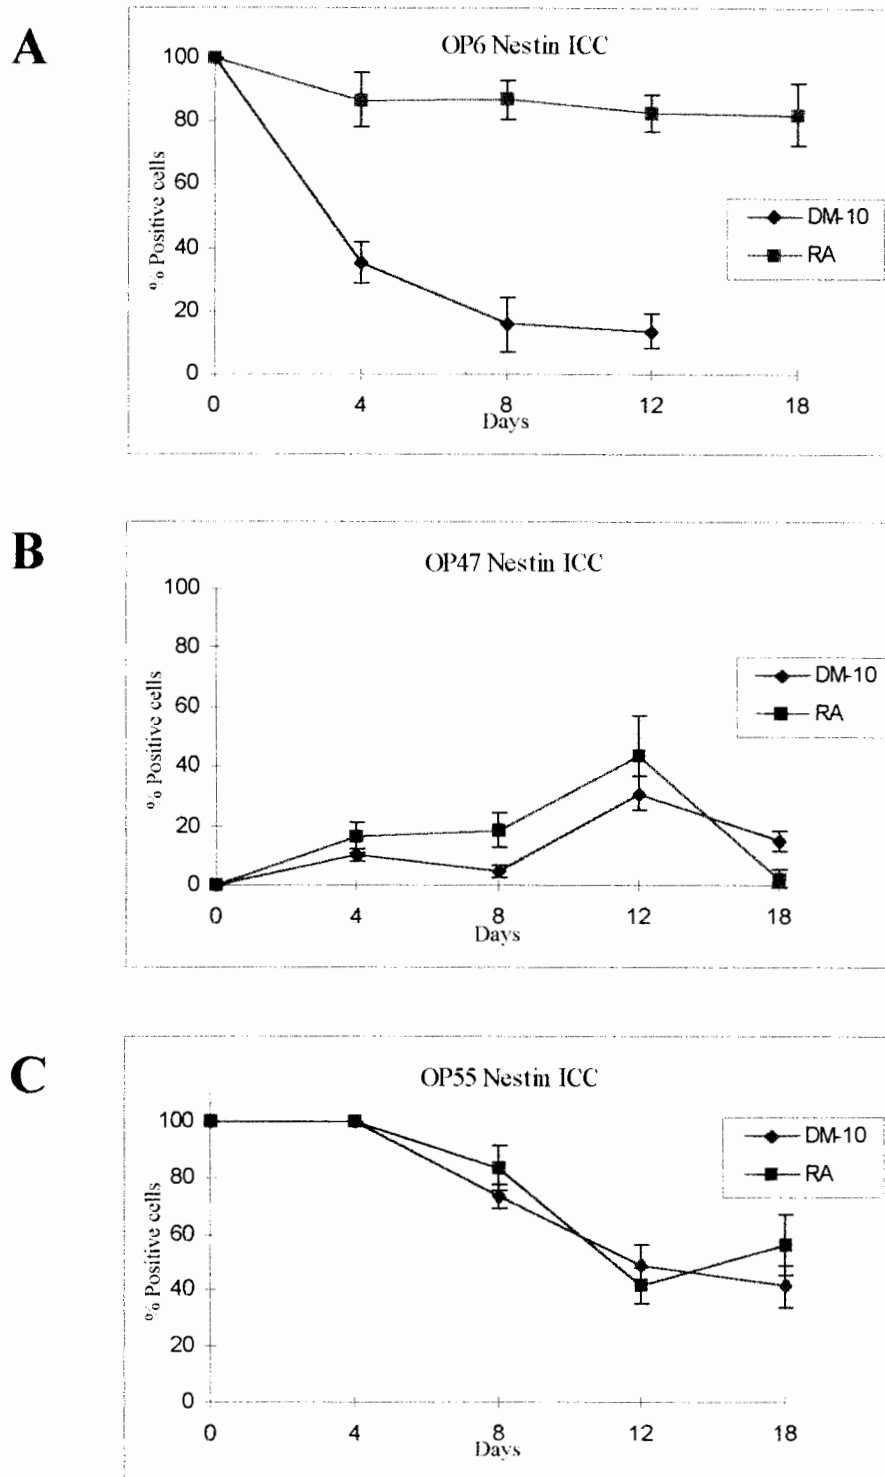 A
OP6 Nestin ICC
100
80
60
40
20
0
% Positive cells
0 4 8 12 18
Days
DM-10
RA
B
OP47 Nestin ICC
100
80
60
40
20
0
% Positive cells
0 4 8 12 18
Days
DM-10
RA
C
OP55 Nestin ICC
100
80
60
40
20
0
% Positive cells
0 4 8 12 18
Days
DM-10
RA